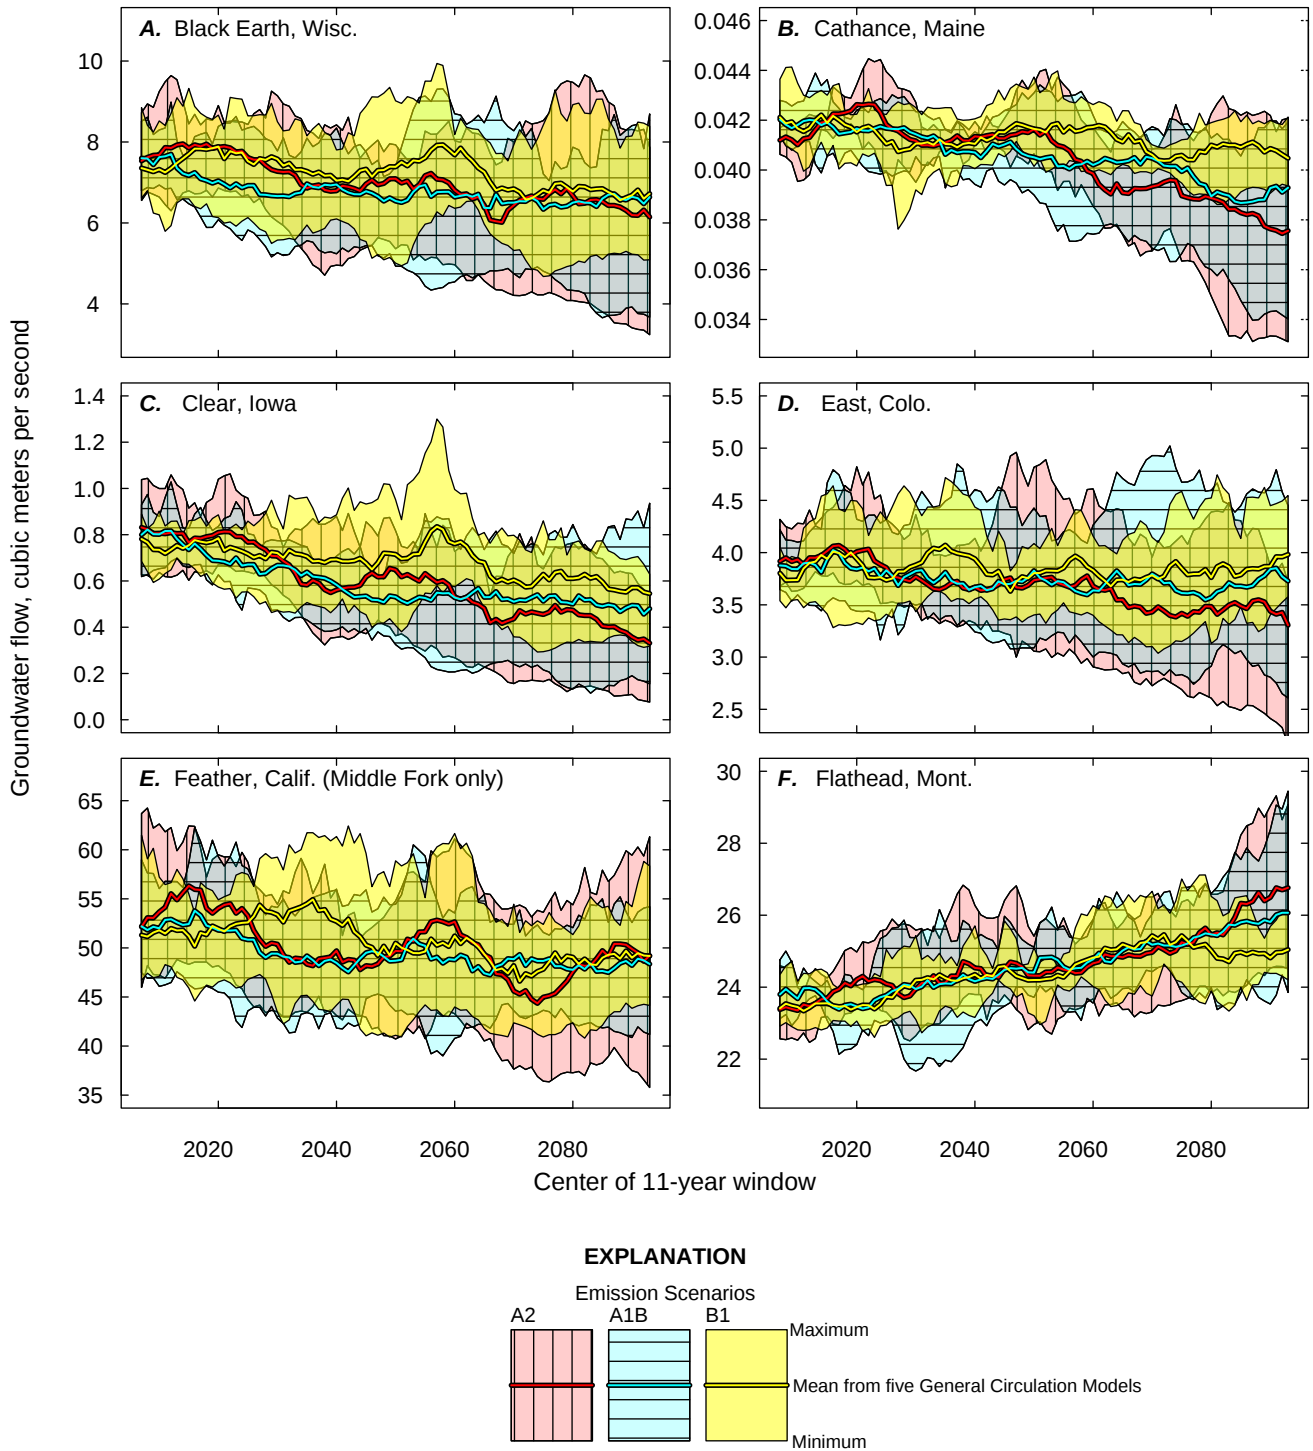 A. Black Earth, Wisc.
10
8
6
4
B. Cathance, Maine
0.046
0.044
0.042
0.040
0.038
0.036
0.034
Groundwater flow, cubic meters per second
C. Clear, Iowa
1.4
1.2
1.0
0.8
0.6
0.4
0.2
0.0
D. East, Colo.
5.5
5.0
4.5
4.0
3.5
3.0
2.5
E. Feather, Calif. (Middle Fork only)
65
60
55
50
45
40
35
F. Flathead, Mont.
30
28
26
24
22
2020 2040 2060 2080
2020 2040 2060 2080
Center of 11-year window
EXPLANATION
Emission Scenarios
A2 A1B B1
Maximum
Mean from five General Circulation Models
Minimum